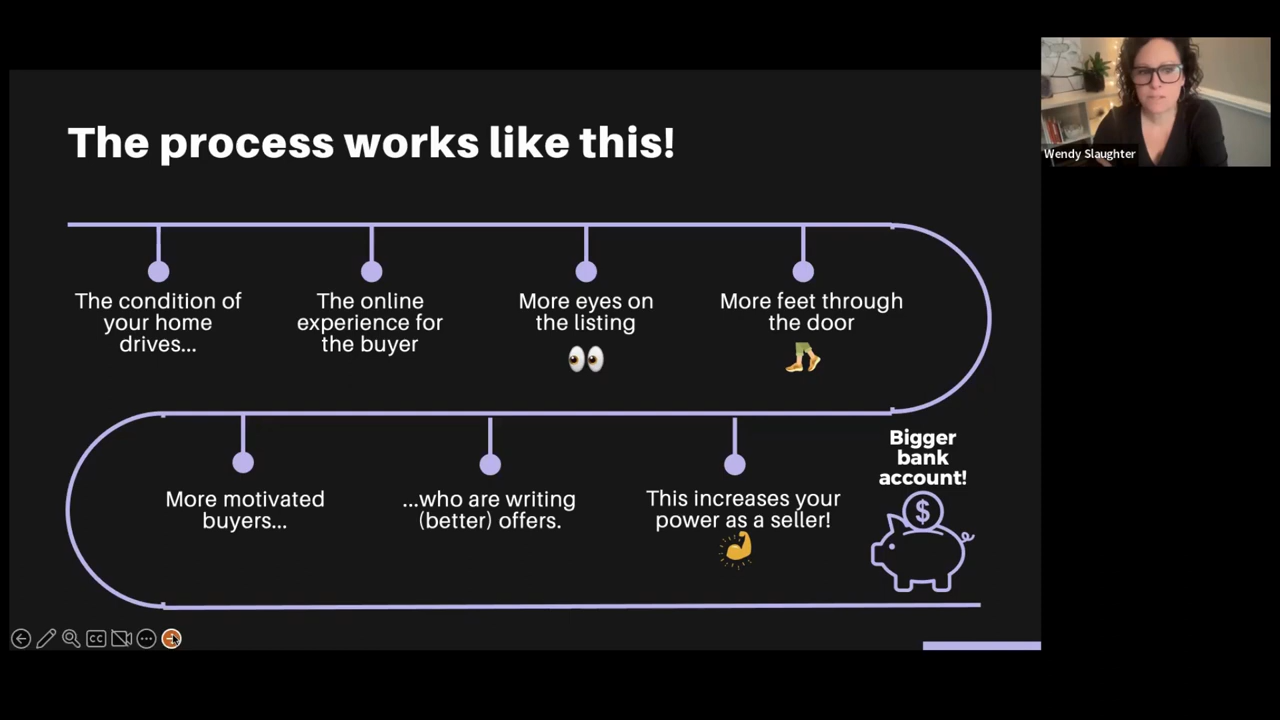 The process works like this!
Wendy Slaughter
The condition of
your home
drives...
The online
experience for
the buyer
More eyes on
the listing
More feet through
the door
More motivated
buyers...
...who are writing
(better) offers.
This increases your
power as a seller!
Bigger
bank
account!
$
CC